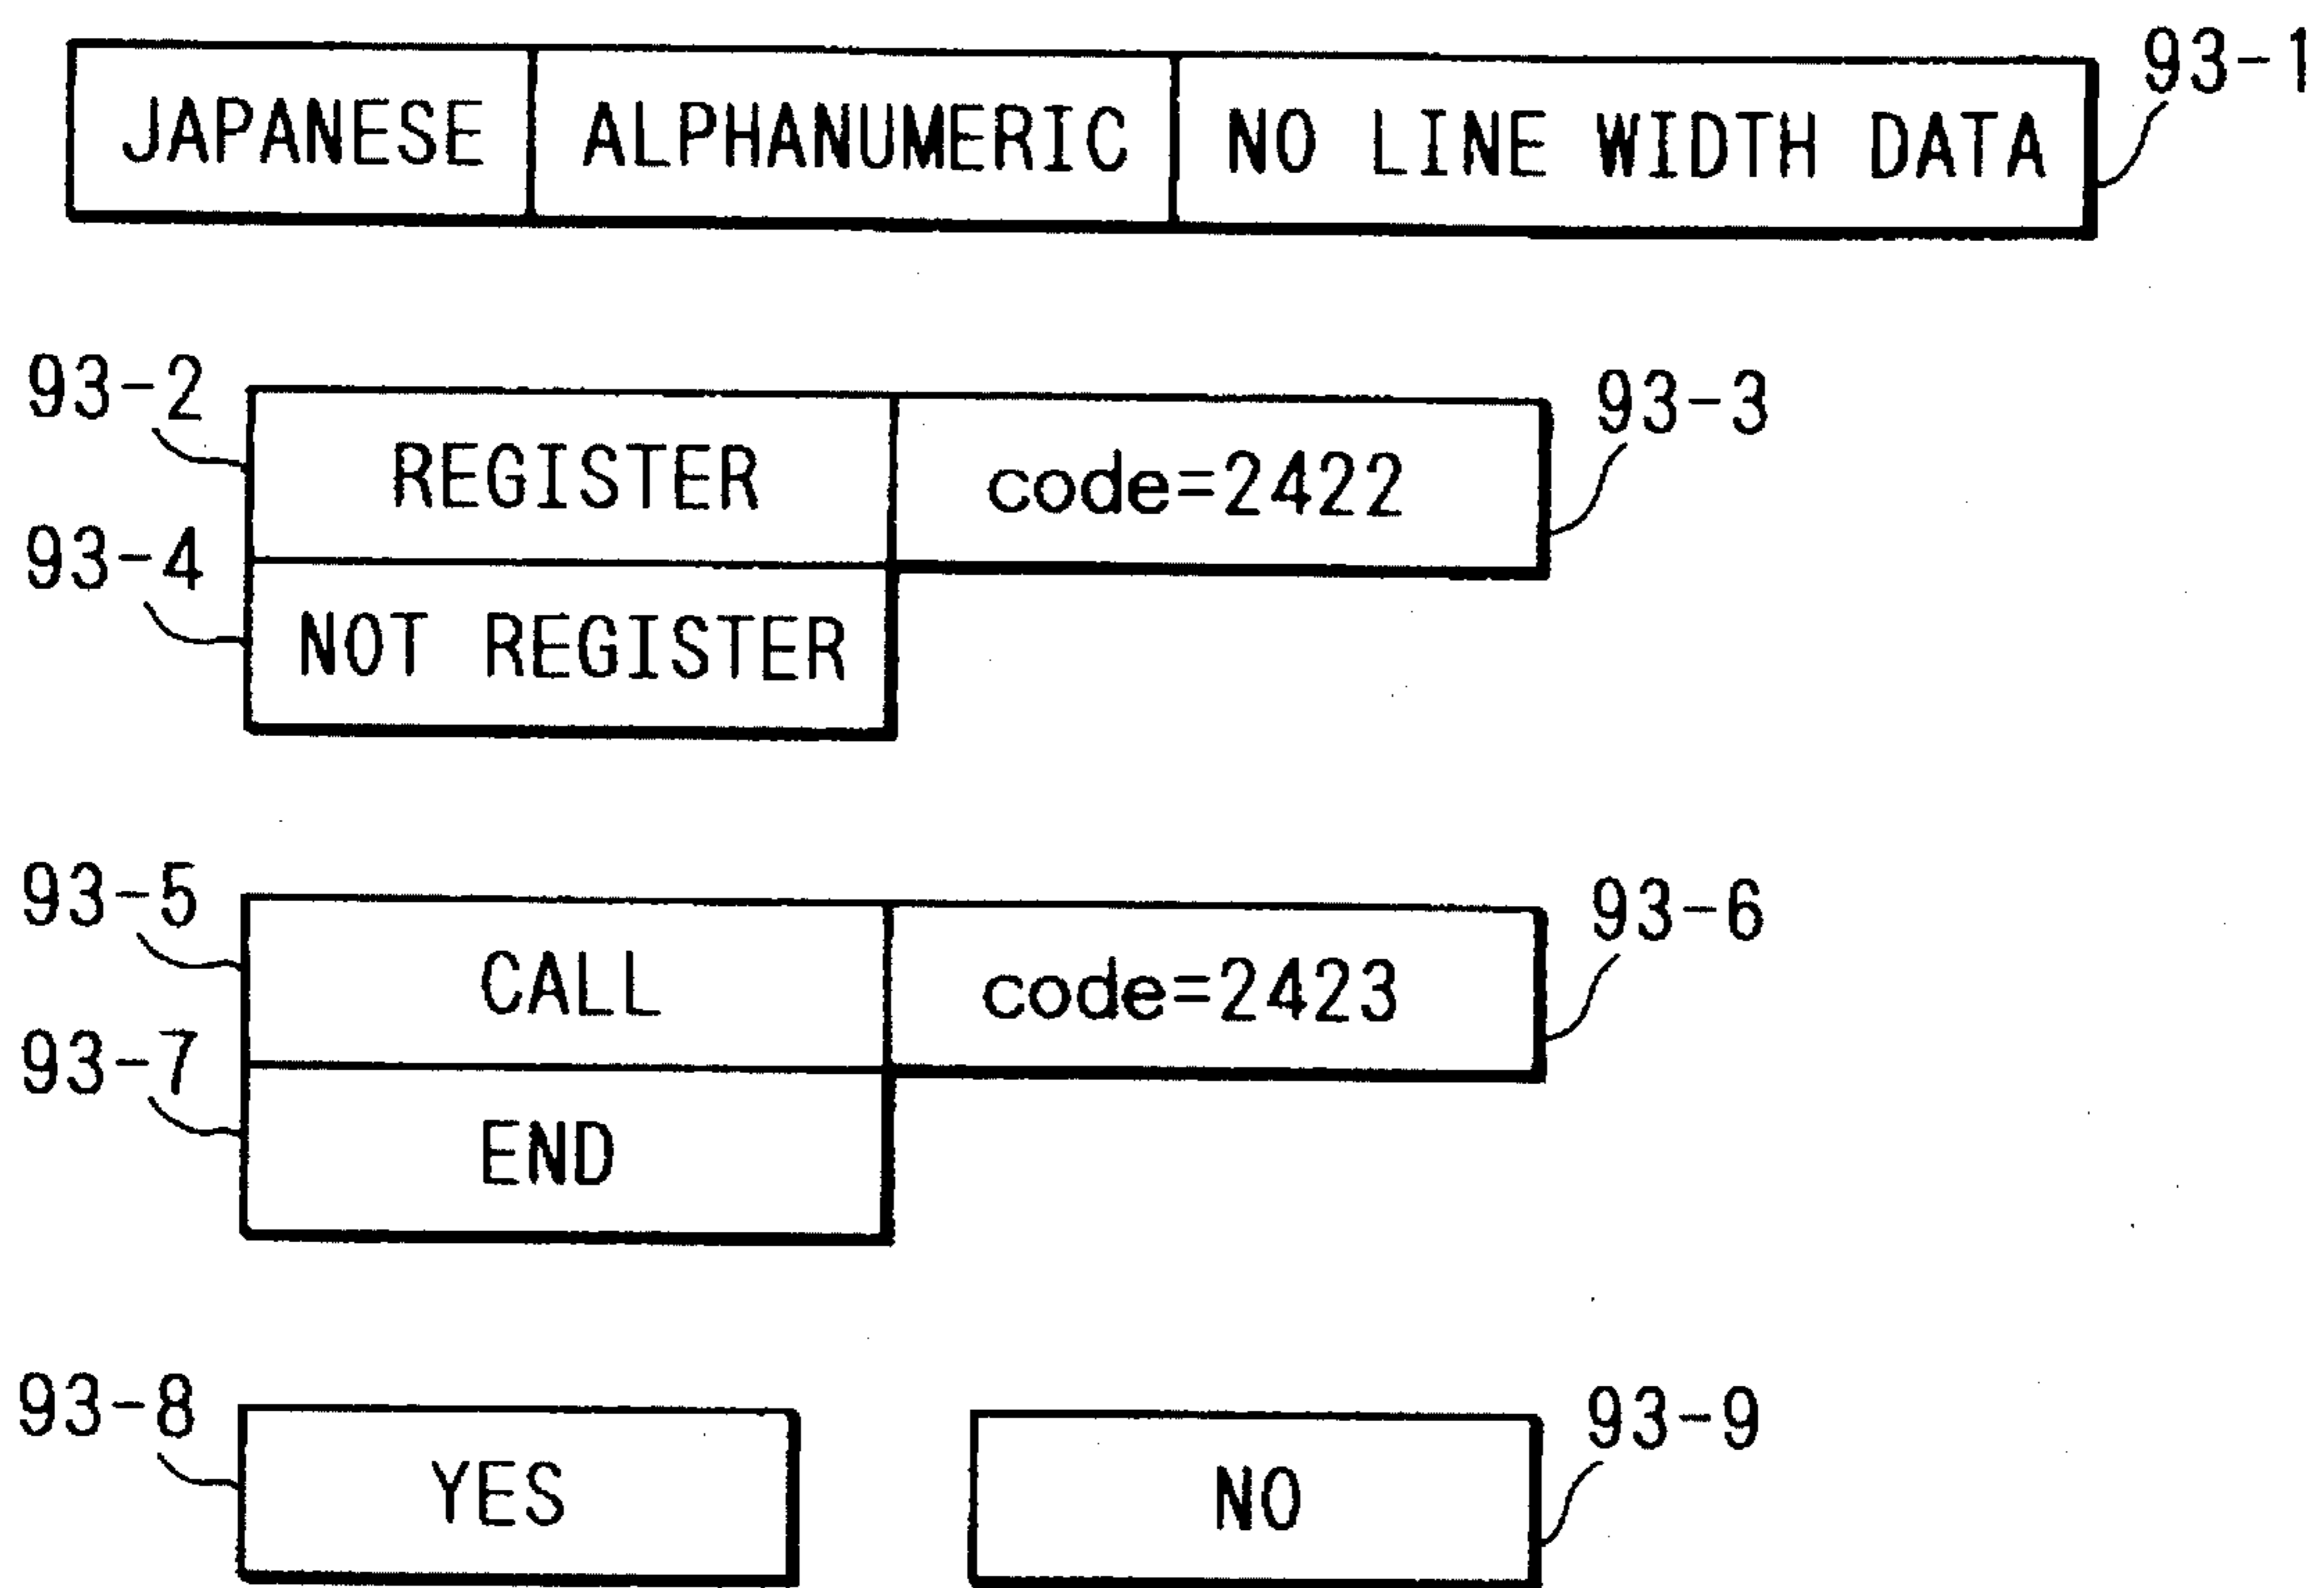 JAPANESE ALPHANUMERIC NO LINE WIDTH DATA 93-1
93-2 REGISTER code=2422 93-3
93-4 NOT REGISTER
93-5 CALL code=2423 93-6
93-7 END
93-8 YES NO 93-9